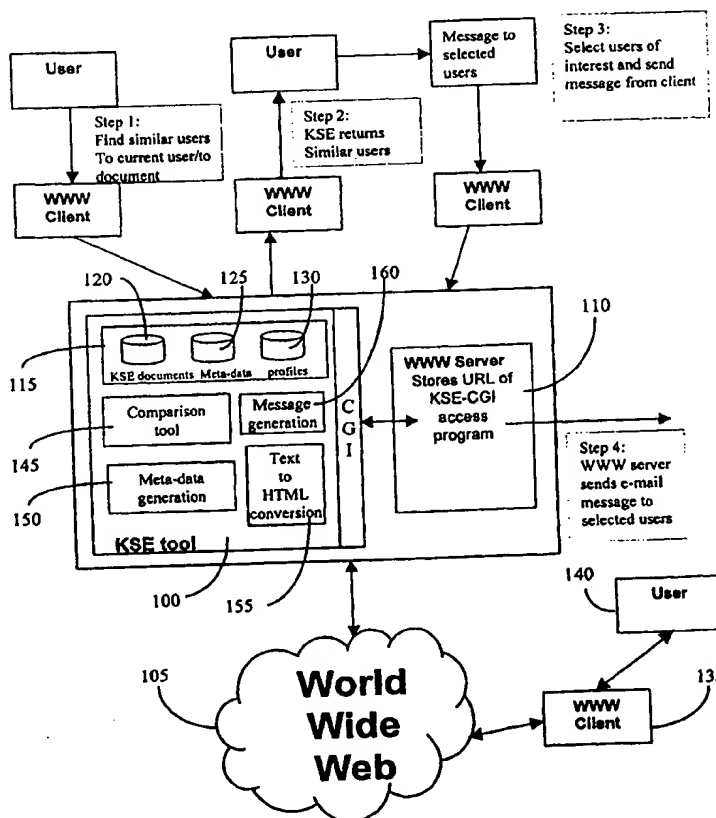 User
Step 1:
Find similar users
To current user/to
document
WWW
Client
User
Step 2:
KSE returns
Similar users
WWW
Client
Message to
selected
users
Step 3:
Select users of
interest and send
message from client
WWW
Client
120
125
130
160
110
115
KSE documents
Meta-data
profiles
Comparison
tool
Message
generation
145
150
Meta-data
generation
Text
to
HTML
conversion
KSE tool
C
G
I
WWW Server
Stores URL of
KSE-CGI
access
program
Step 4:
WWW server
sends e-mail
message to
selected users
100
155
140
User
105
World
Wide
Web
WWW
Client